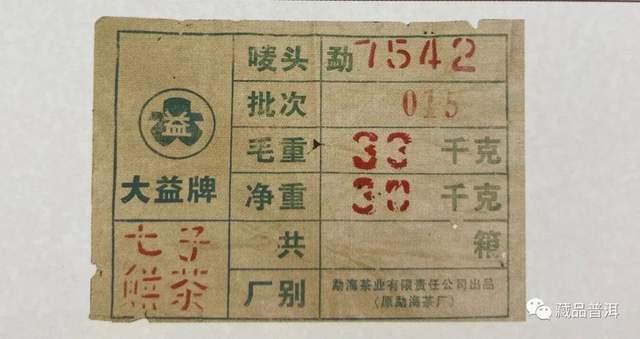 唛头 勐7542
批次 015
益
毛重 33 千克
大益牌 净重 30 千克
七子 共 箱
餅茶
厂别 勐海茶业有限责任公司出品
(原勐海茶厂)
藏品普洱